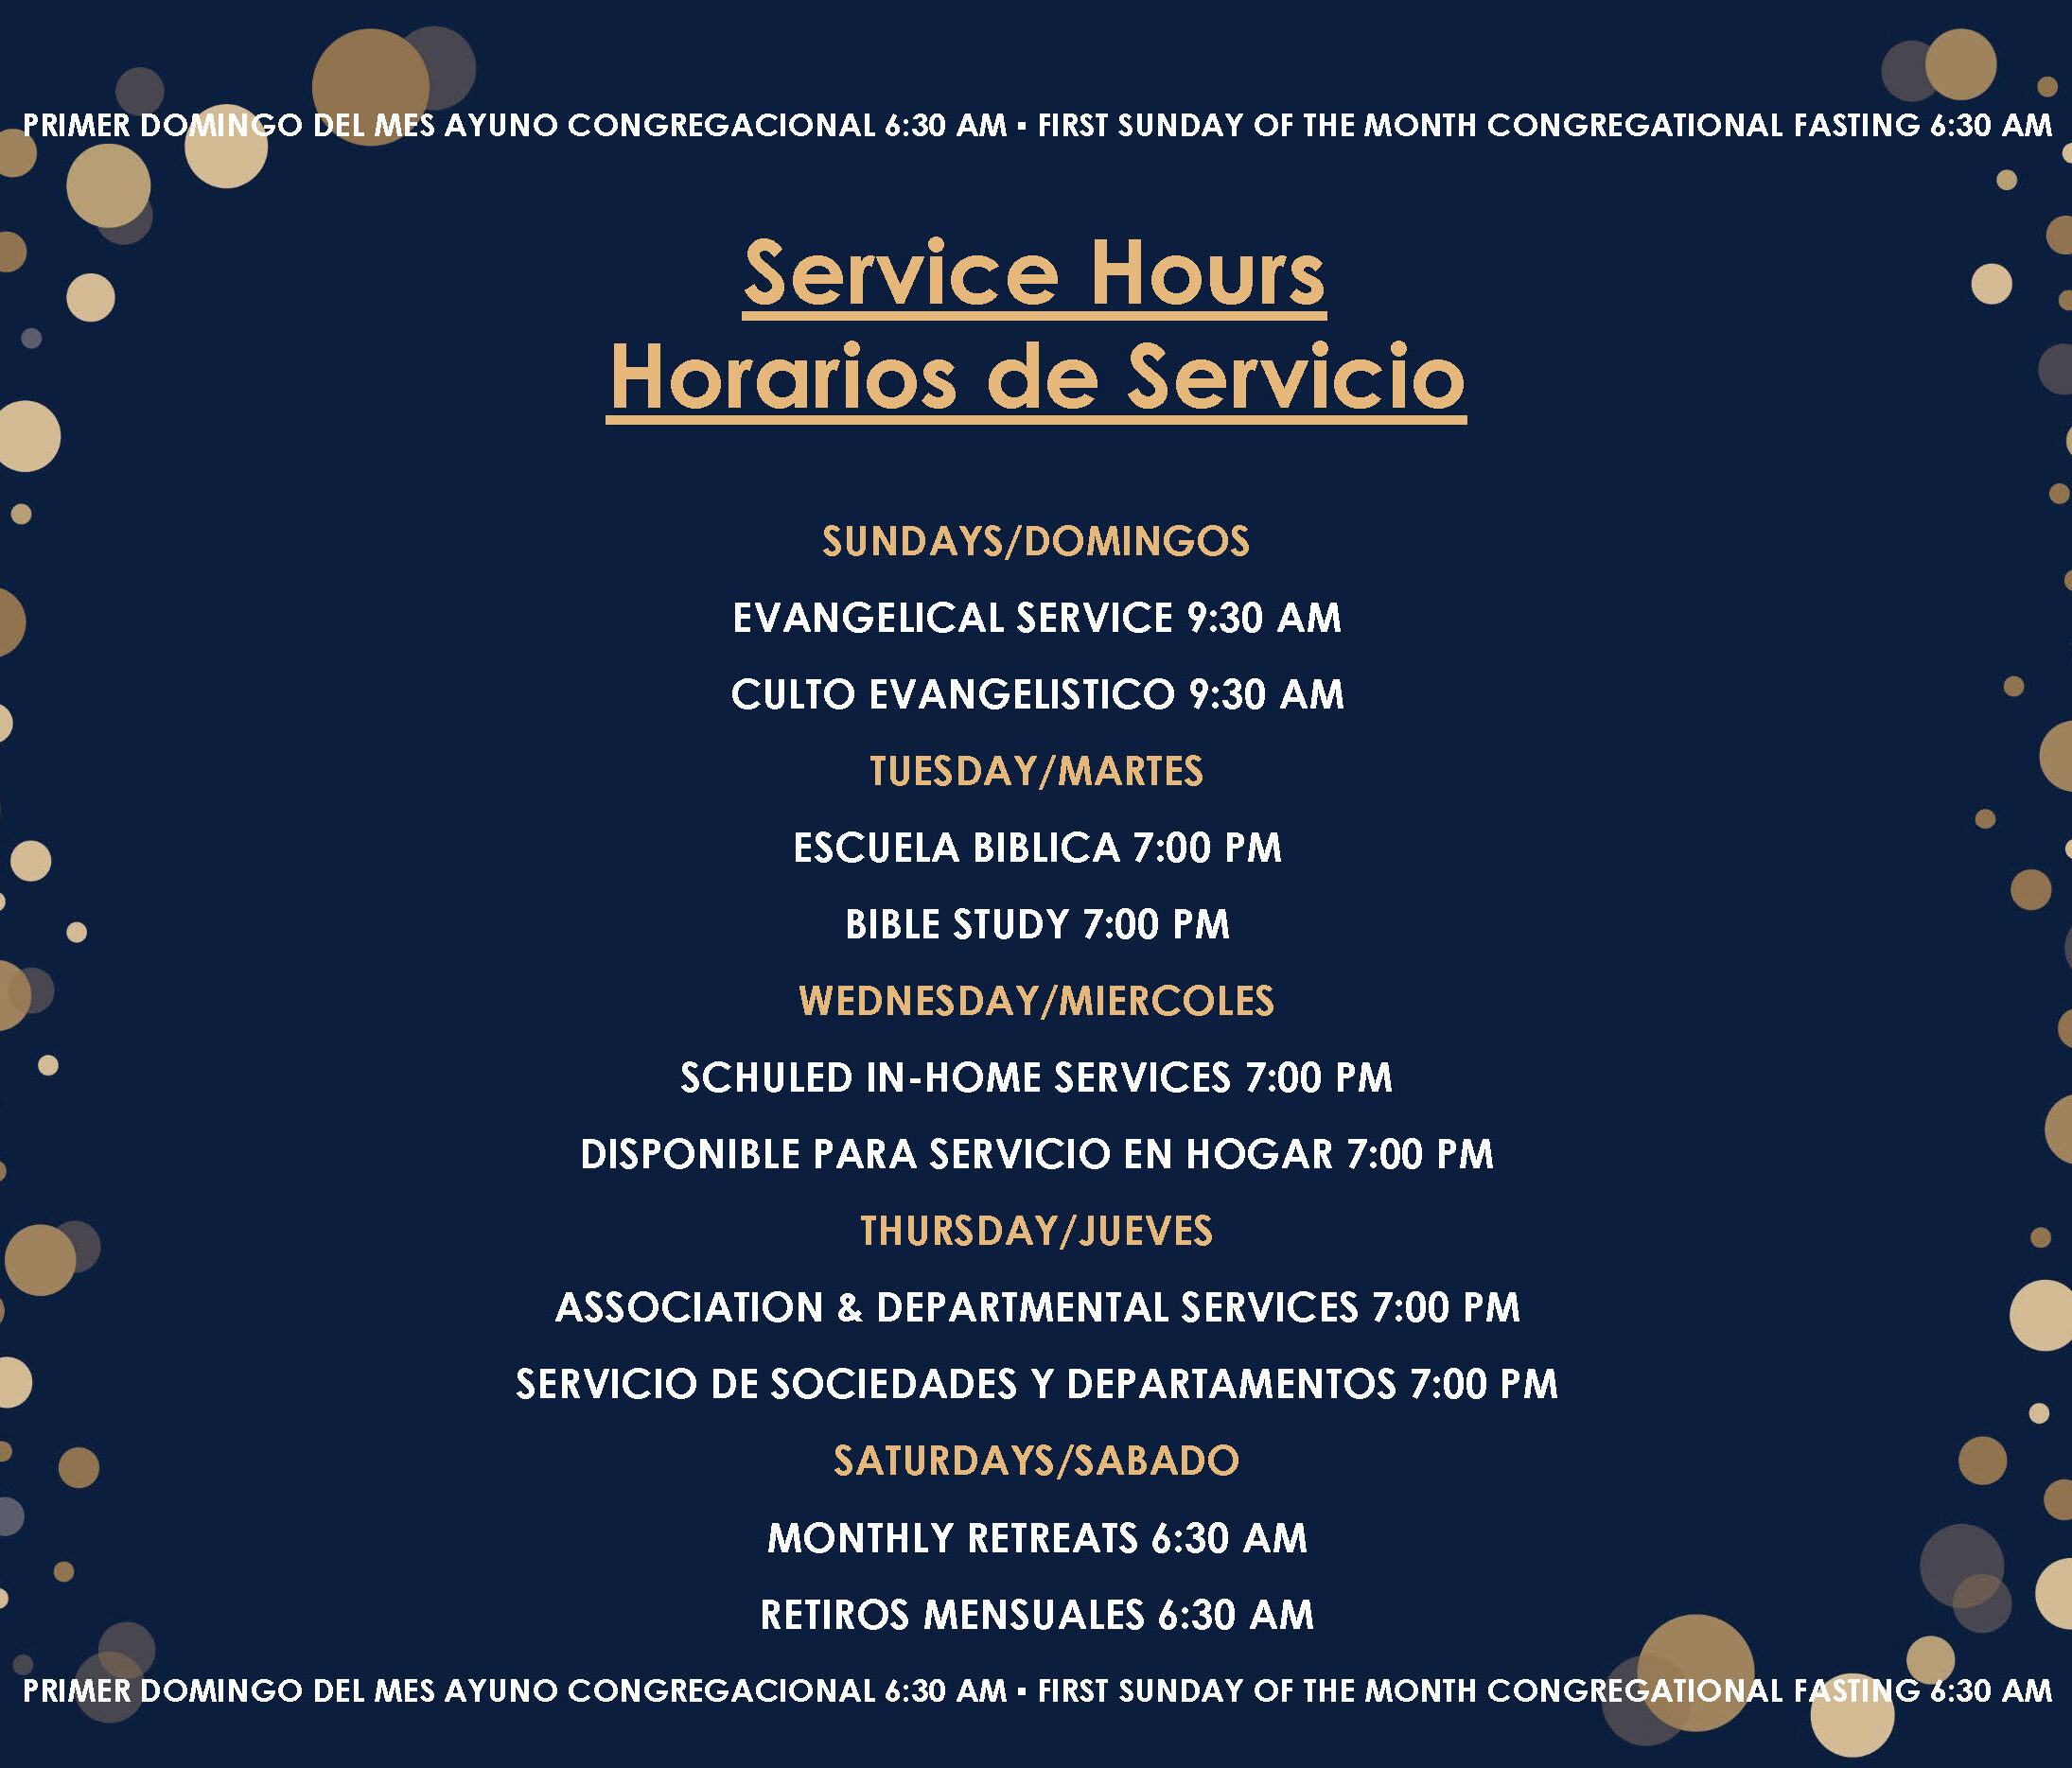 PRIMER DOMINGO DEL MES AYUNO CONGREGACIONAL 6:30 AM ▪ FIRST SUNDAY OF THE MONTH CONGREGATIONAL FASTING 6:30 AM
Service Hours
Horarios de Servicio
SUNDAYS/DOMINGOS
EVANGELICAL SERVICE 9:30 AM
CULTO EVANGELISTICO 9:30 AM
TUESDAY/MARTES
ESCUELA BIBLICA 7:00 PM
BIBLE STUDY 7:00 PM
WEDNESDAY/MIERCOLES
SCHULED IN-HOME SERVICES 7:00 PM
DISPONIBLE PARA SERVICIO EN HOGAR 7:00 PM
THURSDAY/JUEVES
ASSOCIATION & DEPARTMENTAL SERVICES 7:00 PM
SERVICIO DE SOCIEDADES Y DEPARTAMENTOS 7:00 PM
SATURDAYS/SABADO
MONTHLY RETREATS 6:30 AM
RETIROS MENSUALES 6:30 AM
PRIMER DOMINGO DEL MES AYUNO CONGREGACIONAL 6:30 AM ▪ FIRST SUNDAY OF THE MONTH CONGREGATIONAL FASTING 6:30 AM